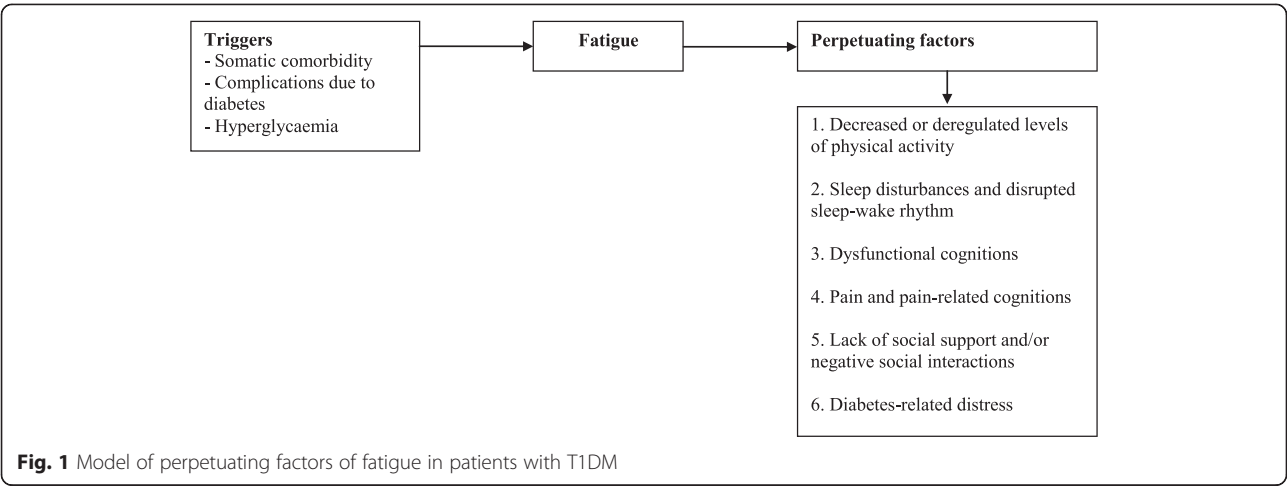 Triggers
- Somatic comorbidity
- Complications due to
diabetes
- Hyperglycaemia
Fatigue
Perpetuating factors
1. Decreased or deregulated levels
of physical activity
2. Sleep disturbances and disrupted
sleep-wake rhythm
3. Dysfunctional cognitions
4. Pain and pain-related cognitions
5. Lack of social support and/or
negative social interactions
6. Diabetes-related distress
Fig. 1 Model of perpetuating factors of fatigue in patients with T1DM